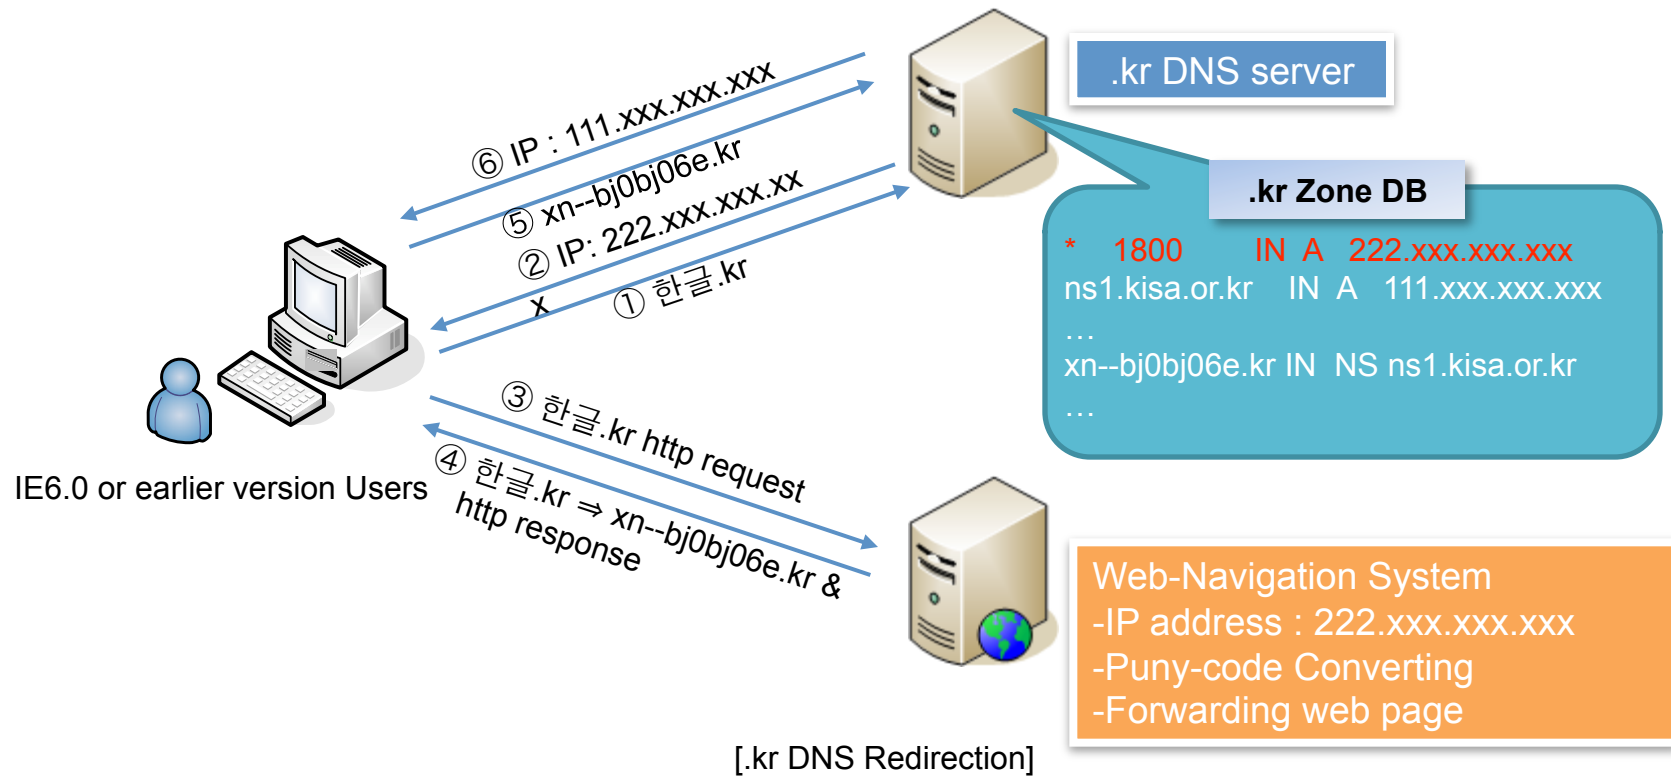 .kr DNS server
⑥ IP : 111.xxx.xxx.xxx
⑤ xn--bj0bj06e.kr
② IP: 222.xxx.xxx.xx
x
① 한글.kr
.kr Zone DB
* 1800 IN A 222.xxx.xxx.xxx
ns1.kisa.or.kr IN A 111.xxx.xxx.xxx
…
xn--bj0bj06e.kr IN NS ns1.kisa.or.kr
…
③ 한글.kr http request
④ 한글.kr ⇒ xn--bj0bj06e.kr &
http response
IE6.0 or earlier version Users
Web-Navigation System
-IP address : 222.xxx.xxx.xxx
-Puny-code Converting
-Forwarding web page
[.kr DNS Redirection]